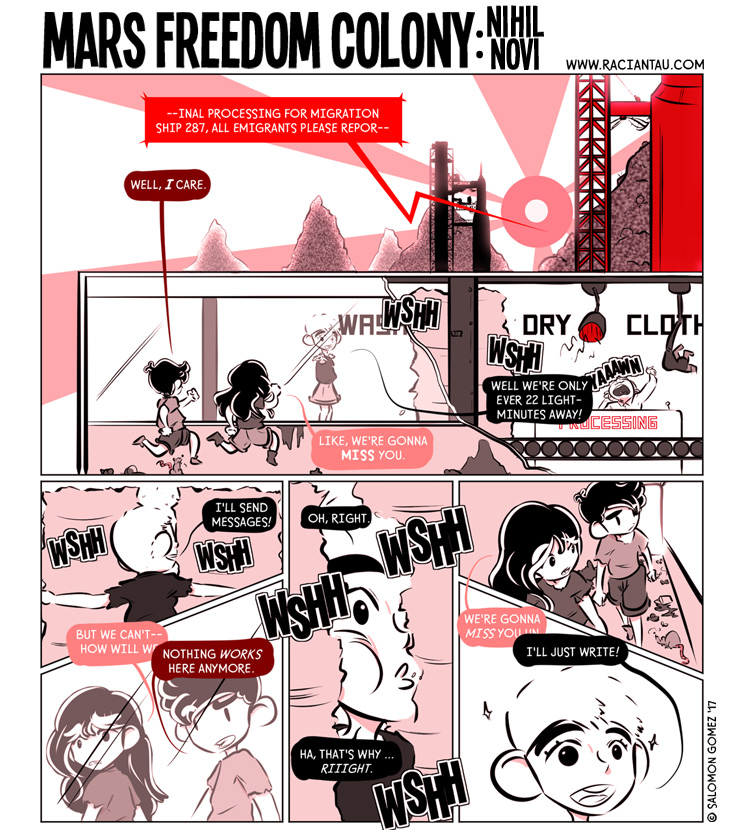 MARS FREEDOM COLONY: NIHIL
NOVI
WWW.RACIANTAU.COM
--INAL PROCESSING FOR MIGRATION
SHIP 287, ALL EMIGRANTS PLEASE REPOR--
WELL, I CARE.
WAS
WSHH
DRY
CLOTH
WSHH
YAAAWN
WELL WE'RE ONLY
EVER 22 LIGHT-
MINUTES AWAY!
PROCESSING
LIKE, WE'RE GONNA
MISS YOU.
I'LL SEND
MESSAGES!
WSHH
WSHH
BUT WE CAN'T--
HOW WILL W
NOTHING WORKS
HERE ANYMORE.
OH, RIGHT.
WSHH
WSHH
HA, THAT'S WHY ...
RIIIGHT.
WSHH
WE'RE GONNA
MISS YOU UN
I'LL JUST WRITE!
© SALOMON GOMEZ '17